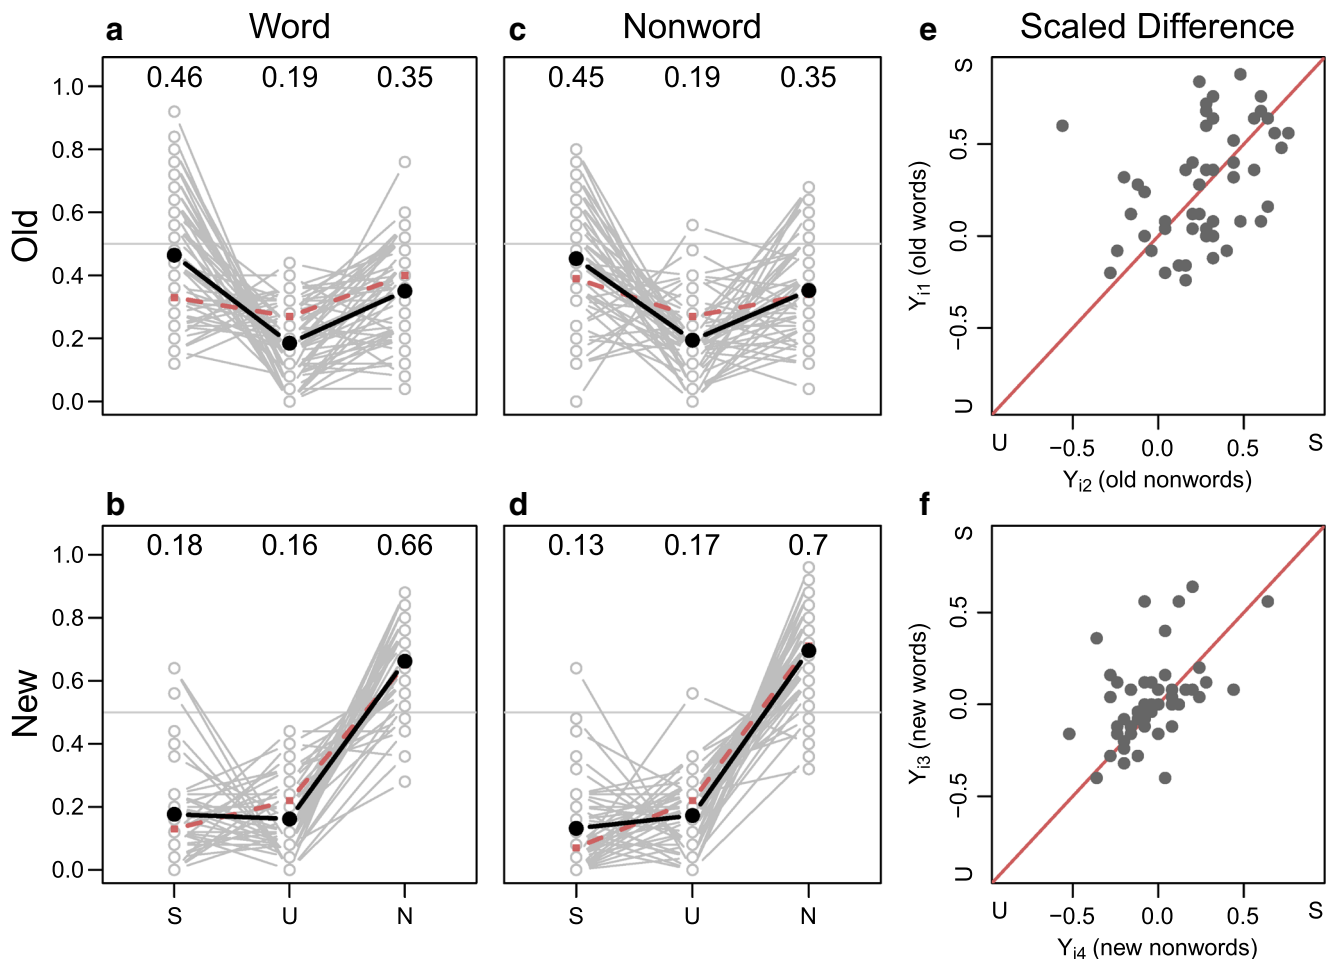 a Word
0.46 0.19 0.35
Old
1.0
0.8
0.6
0.4
0.2
0.0
c Nonword
0.45 0.19 0.35
e Scaled Difference
S
0.5
0.0
−0.5
U
Yi1 (old words)
U −0.5 0.0 0.5 S
Yi2 (old nonwords)
b
0.18 0.16 0.66
New
1.0
0.8
0.6
0.4
0.2
0.0
S U N
d
0.13 0.17 0.7
S U N
f
S
0.5
0.0
−0.5
U
Yi3 (new words)
U −0.5 0.0 0.5 S
Yi4 (new nonwords)